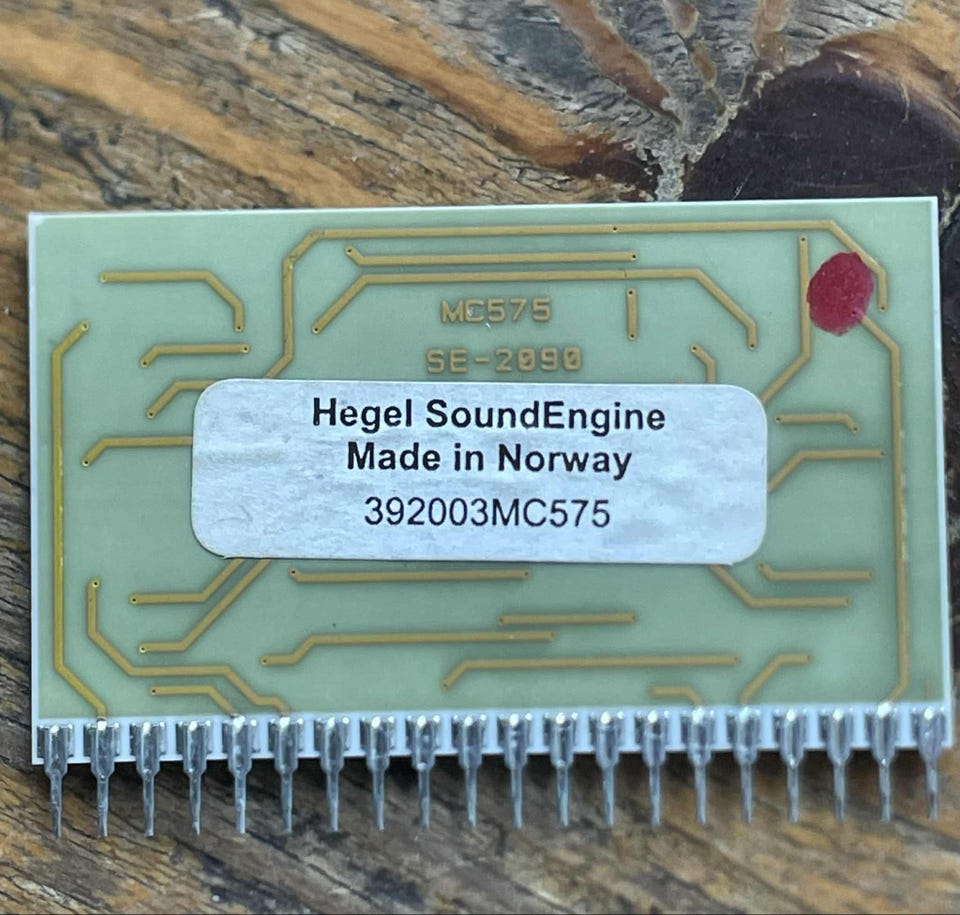 MC575
SE-2090
Hegel SoundEngine
Made in Norway
392003MC575